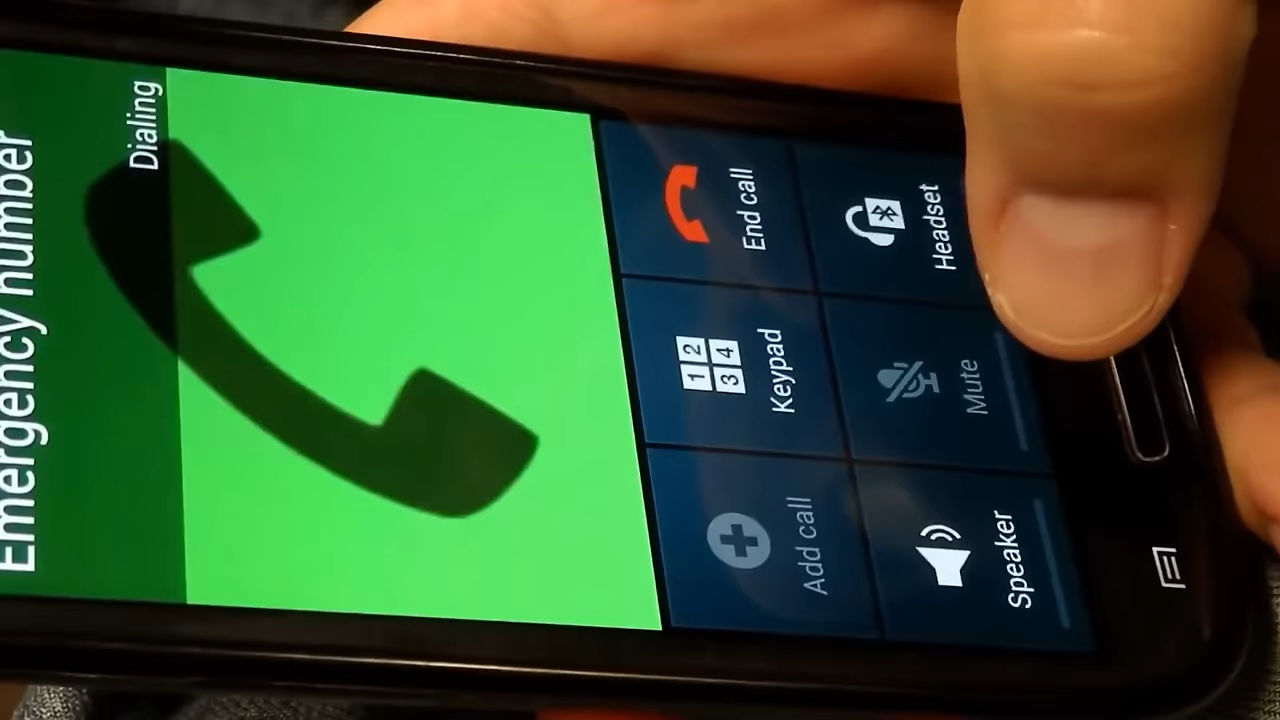 Emergency number
Dialing
Add call
Keypad
1 2
3 4
End call
Speaker
Mute
Headset